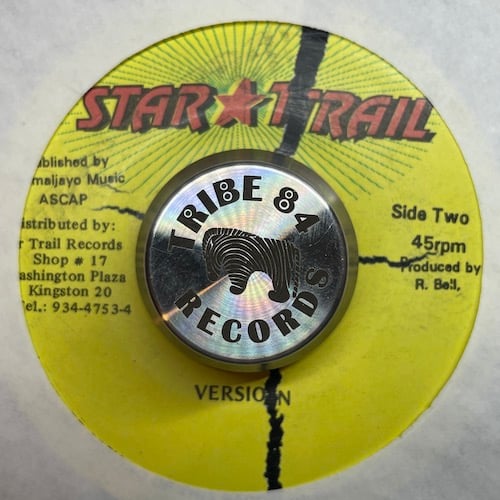 STAR TRAIL
ublished by
maljayo Music
ASCAP
istributed by:
r Trail Records
Shop # 17
ashington Plaza
Kingston 20
el.: 934-4753-4
TRIBE 84
RECORDS
Side Two
45rpm
Produced by
R. Bell,
VERSION